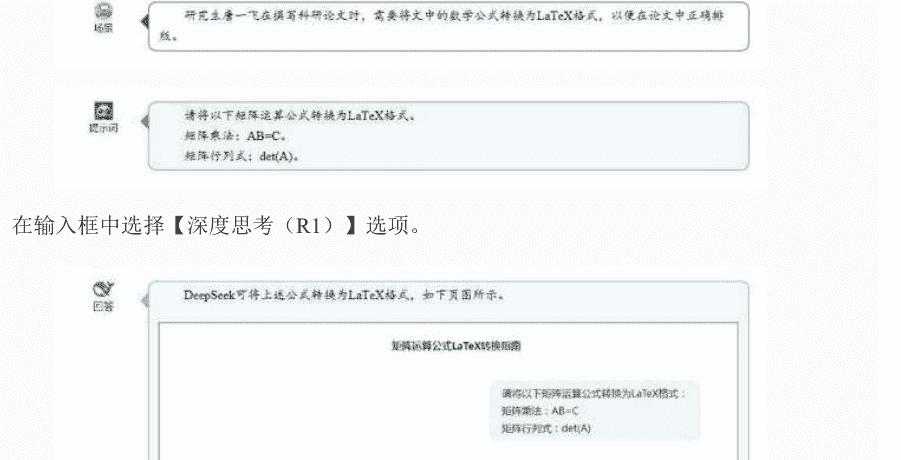 研究生唐一飞在撰写科研论文时，需要将文中的数学公式转换为LaTeX格式，以便在论文中正确排
版。
场景
请将以下矩阵运算公式转换为LaTeX格式。
提示词
矩阵乘法：AB=C。
矩阵行列式：det(A)。
在输入框中选择【深度思考（R1）】选项。
DeepSeek可将上述公式转换为LaTeX格式，如下页图所示。
回答
矩阵运算公式LaTeX转换指南
请将以下矩阵运算公式转换为LaTeX格式：
矩阵乘法：AB=C
矩阵行列式：det(A)